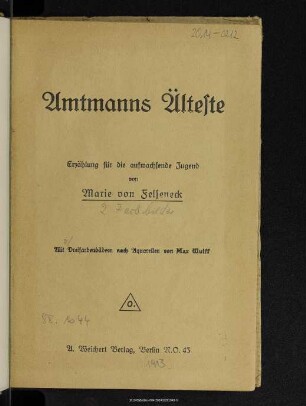 Amtmanns Älteste
Erzählung für die aufwachsende Jugend
von
Marie von Felseneck
Mit Dreifarbenbildern nach Aquarellen von Max Wulff
O.
A. Weichert Verlag, Berlin N.O. 43
(1913)